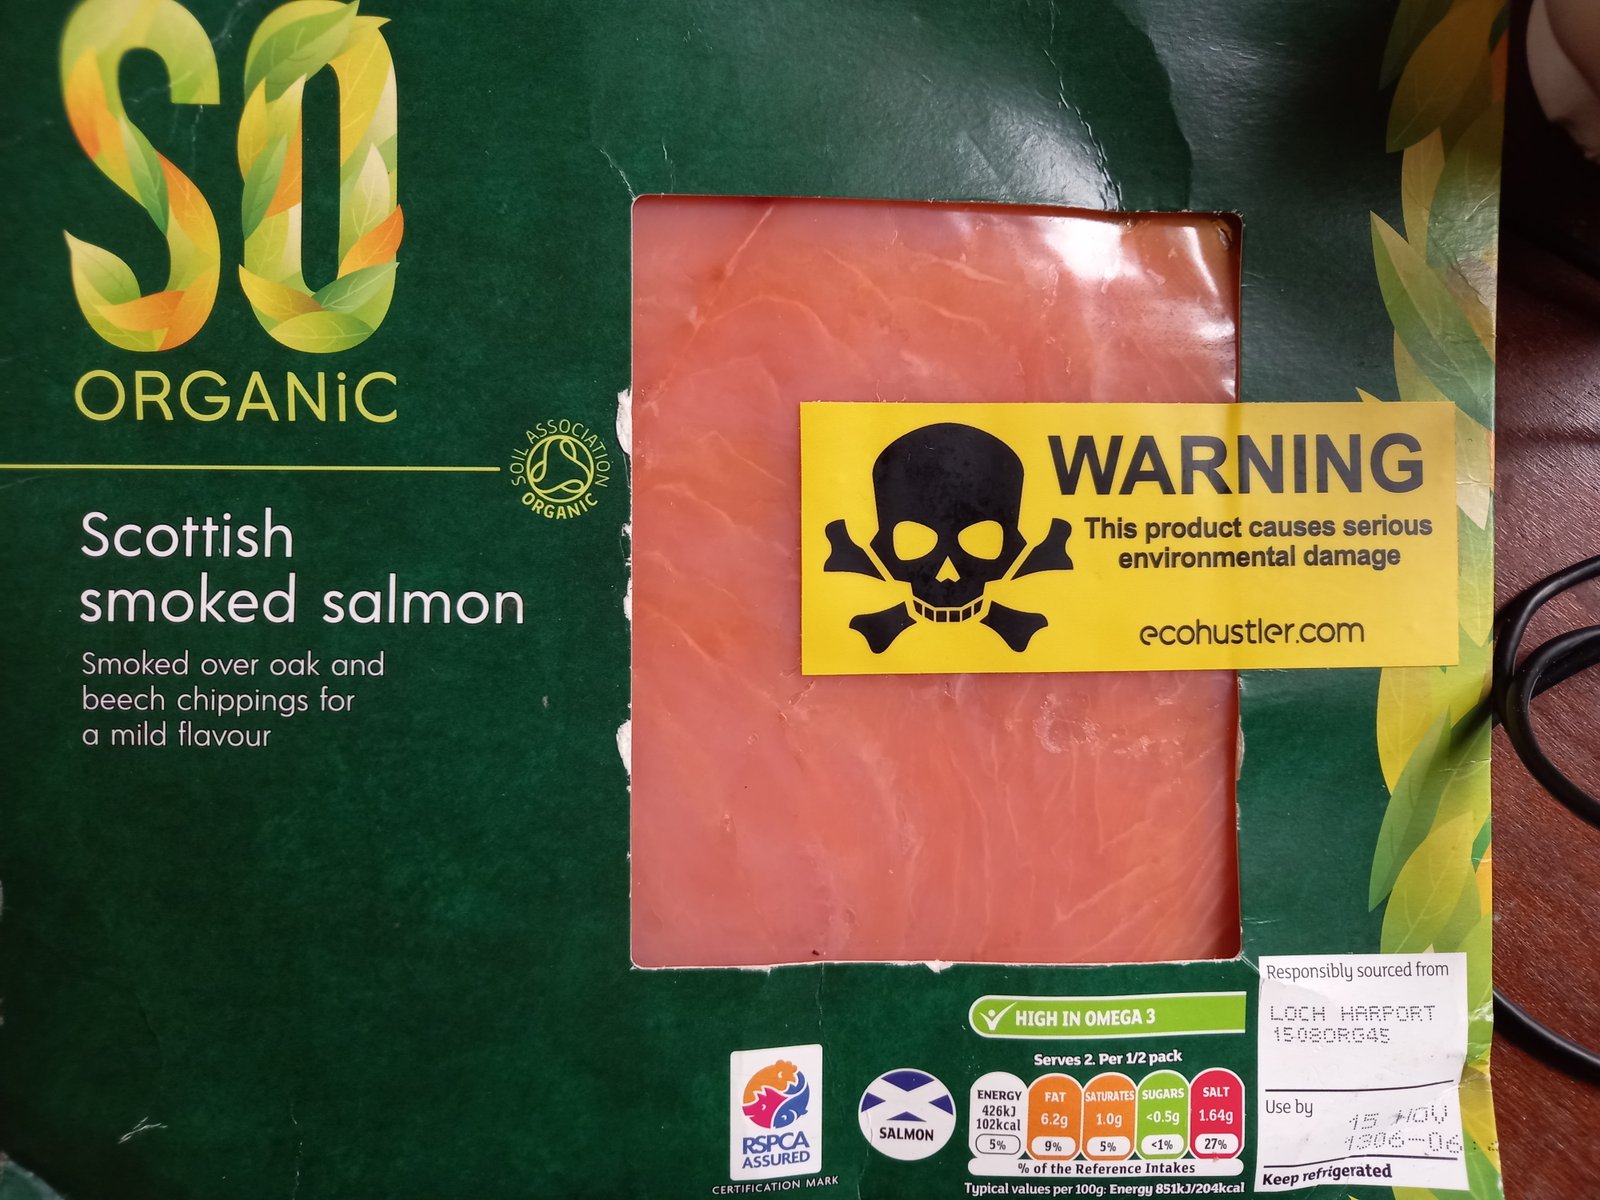 SO
ORGANiC
SOIL ASSOCIATION
ORGANIC
Scottish
smoked salmon
Smoked over oak and
beech chippings for
a mild flavour
WARNING
This product causes serious
environmental damage
ecohustler.com
Responsibly sourced from
LOCH HARPORT
1508ORG45
Use by
15 NOV
1306-06:
Keep refrigerated
HIGH IN OMEGA 3
Serves 2. Per 1/2 pack
ENERGY
426kJ
102kcal
5%
FAT
6.2g
9%
SATURATES
1.0g
5%
SUGARS
<0.5g
<1%
SALT
1.64g
27%
% of the Reference Intakes
Typical values per 100g: Energy 851kJ/204kcal
RSPCA
ASSURED
CERTIFICATION MARK
SALMON